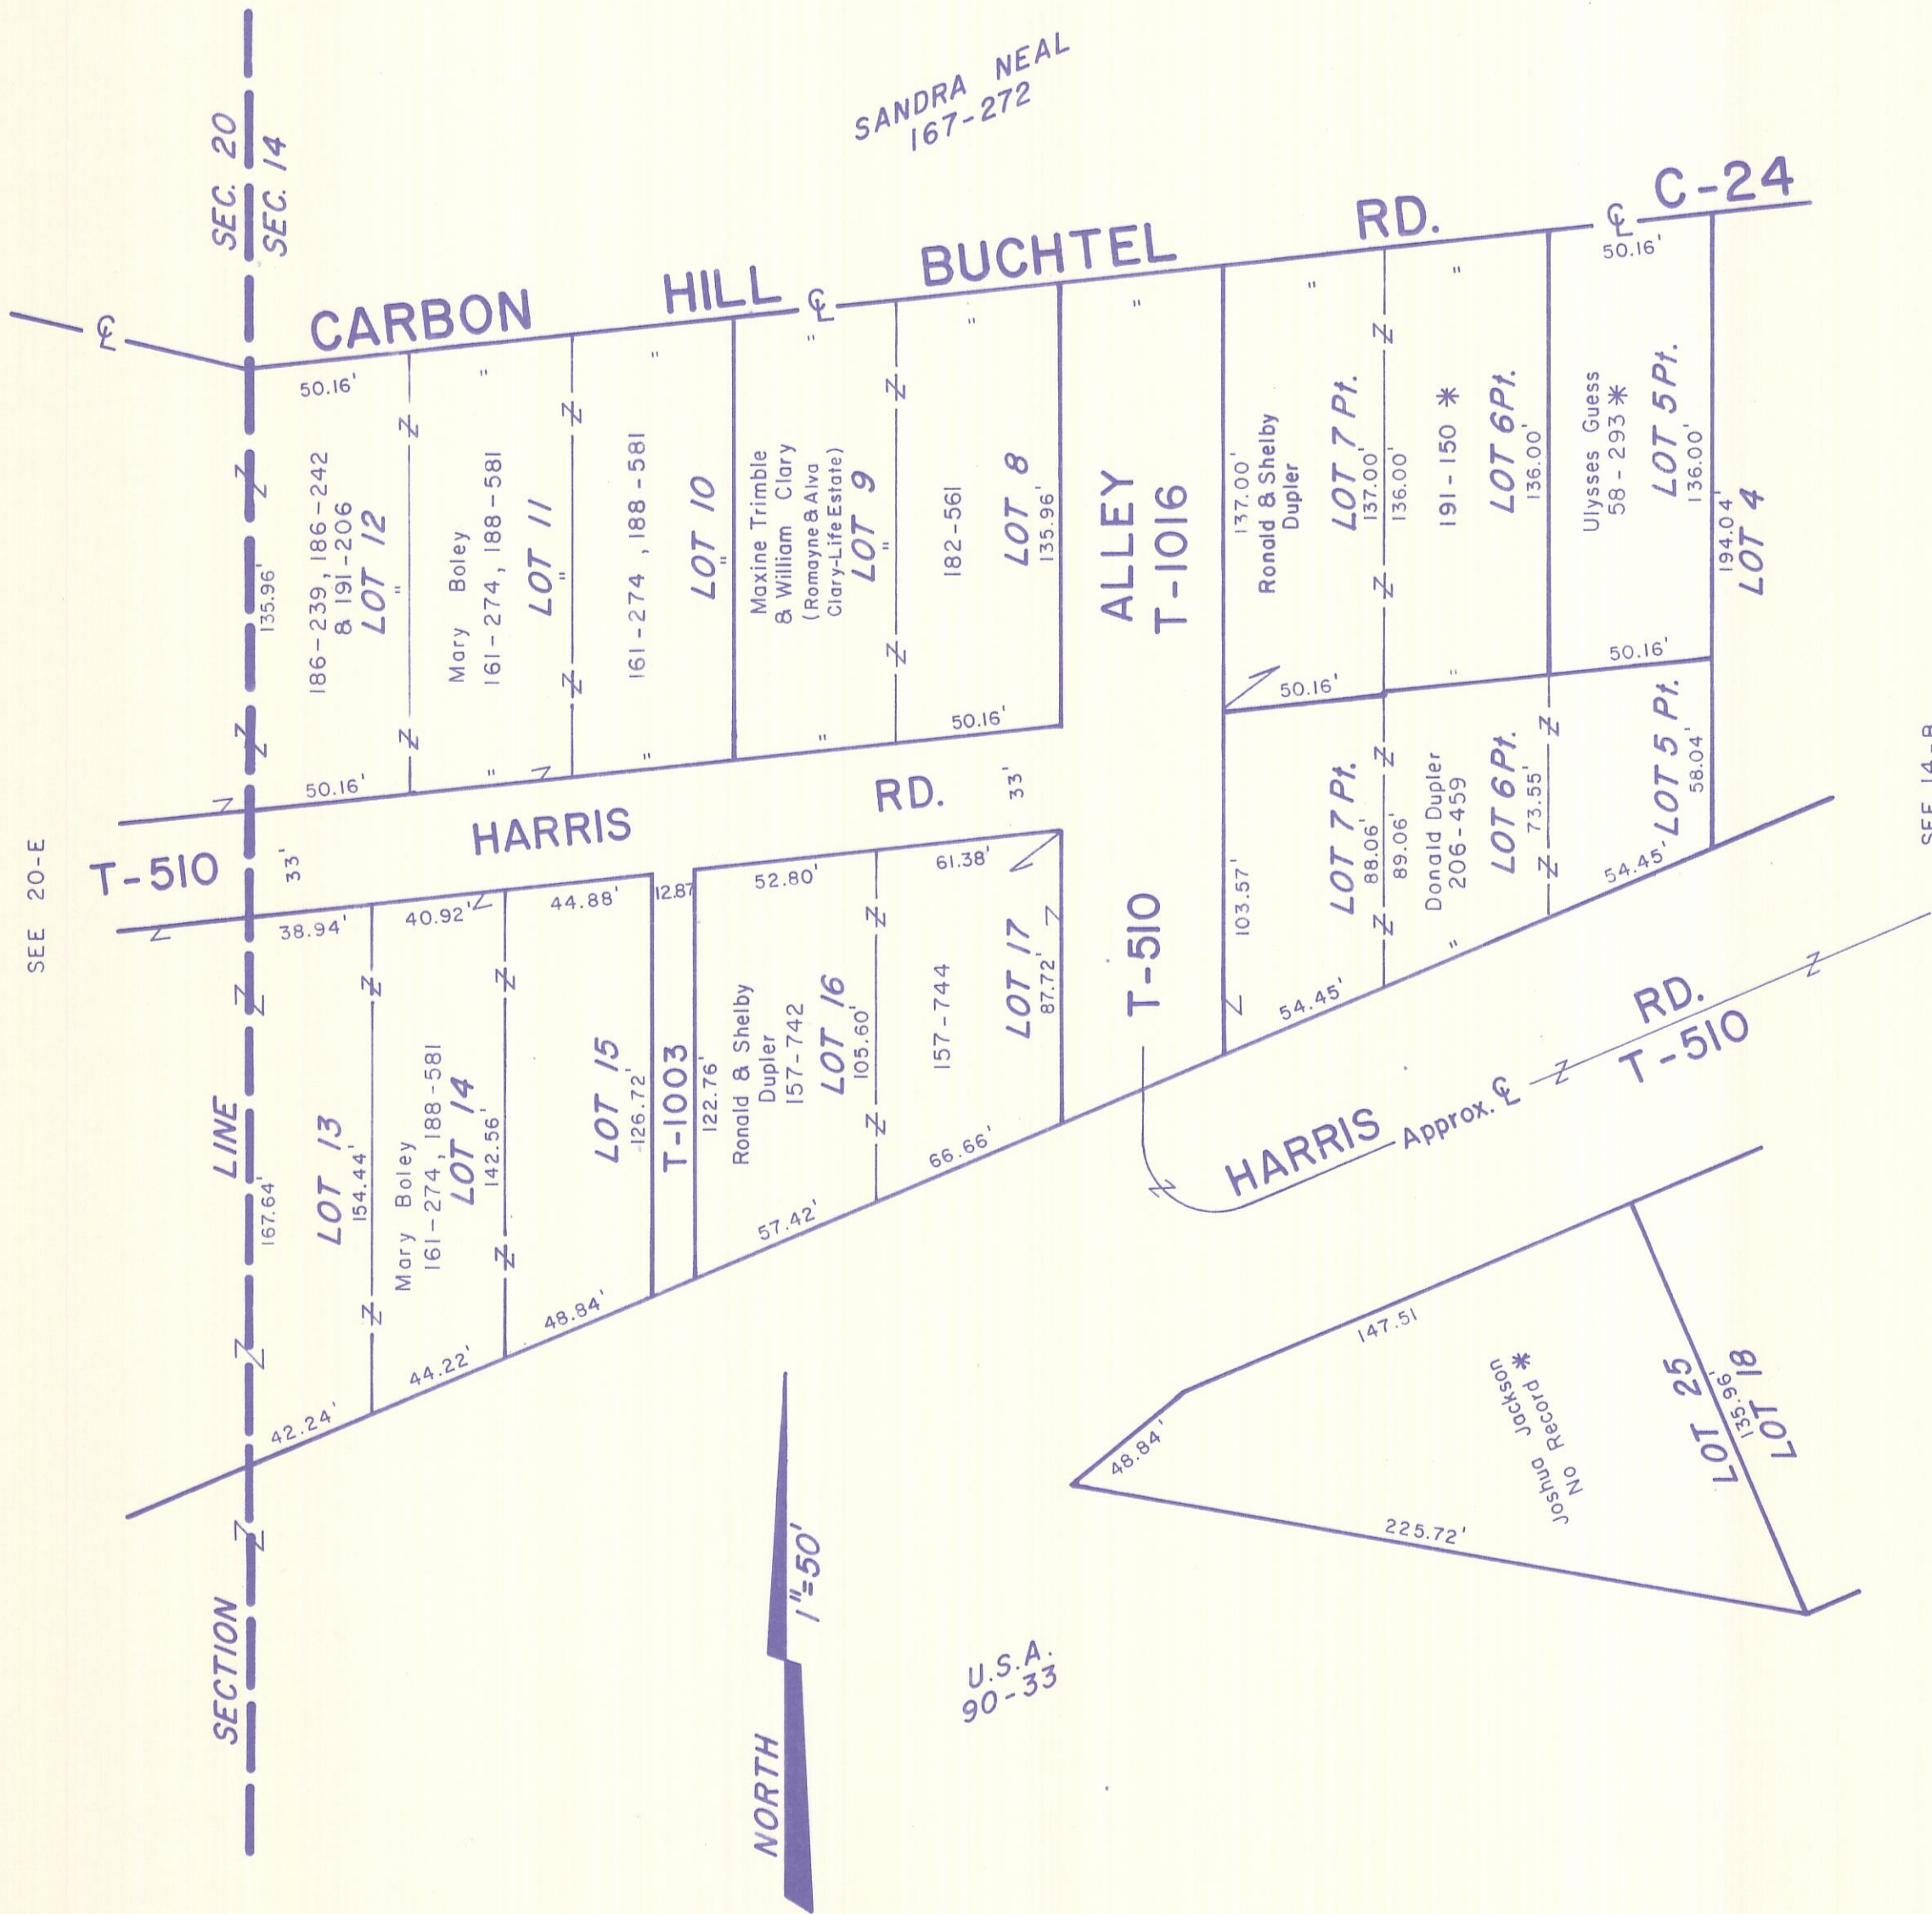 SEC. 20
SEC. 14
SANDRA NEAL
167-272
CARBON HILL ℄ BUCHTEL RD. ℄ C-24
℄
50.16'
135.96'
186-239, 186-242
& 191-206
LOT 12
"
50.16'
"
Mary Boley
161-274, 188-581
LOT 11
"
"
"
161-274, 188-581
LOT 10
"
"
"
Maxine Trimble
& William Clary
(Romayne & Alva
Clary-Life Estate)
LOT 9
"
"
"
182-561
LOT 8
135.96'
50.16'
"
ALLEY
T-1016
"
137.00'
Ronald & Shelby
Dupler
LOT 7 Pt.
137.00'
50.16'
"
136.00'
191-150 *
LOT 6 Pt.
136.00'
"
50.16'
Ulysses Guess
58-293 *
LOT 5 Pt.
136.00'
50.16'
194.04'
LOT 4
SEE 20-E
T-510
33'
HARRIS RD.
33'
38.94'
167.64'
LOT 13
154.44'
42.24'
40.92'
Mary Boley
161-274, 188-581
LOT 14
142.56'
44.22'
44.88'
LOT 15
126.72'
48.84'
12.87
T-1003
122.76'
52.80'
Ronald & Shelby
Dupler
157-742
LOT 16
105.60'
57.42'
61.38'
157-744
LOT 17
87.72'
66.66'
T-510
103.57'
LOT 7 Pt.
88.06'
54.45'
89.06'
Donald Dupler
206-459
LOT 6 Pt.
73.55'
"
LOT 5 Pt.
58.04'
54.45'
HARRIS Approx. ℄ RD.
T-510
147.51
48.84'
Joshua Jackson
No Record *
LOT 25
135.96'
LOT 18
225.72'
SECTION LINE
NORTH
1"=50'
U.S.A.
90-33